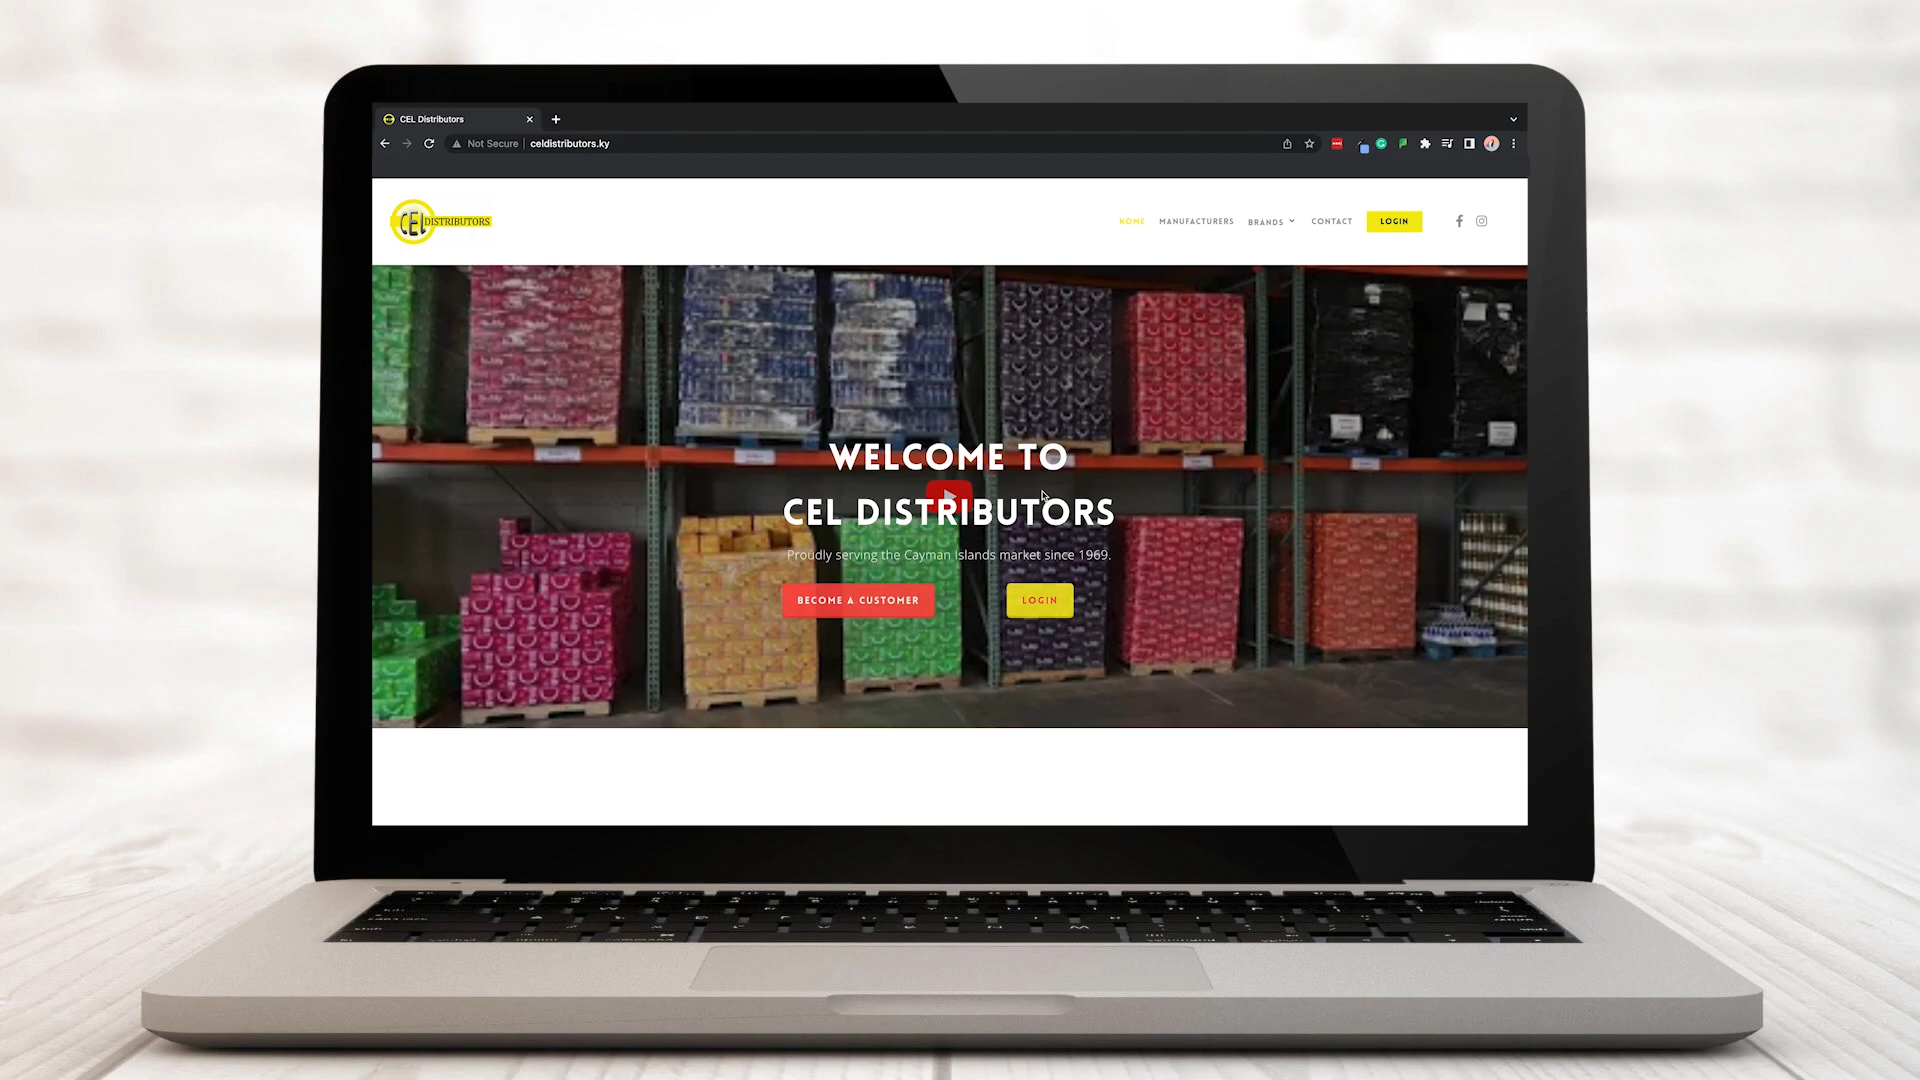 CEL Distributors
Not Secure
celdistributors.ky
CEL DISTRIBUTORS
HOME
MANUFACTURERS
BRANDS
CONTACT
LOGIN
WELCOME TO
CEL DISTRIBUTORS
Proudly serving the Cayman Islands market since 1969.
BECOME A CUSTOMER
LOGIN